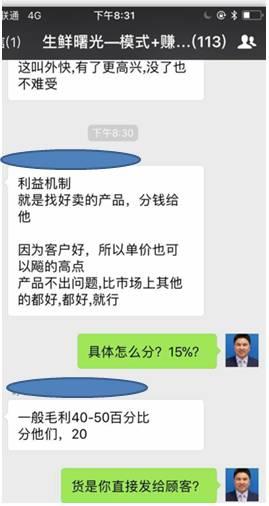 联通 4G 下午8:31
信(1) 生鲜曙光—模式+赚...(113)
这叫外快,有了更高兴,没了也
不难受
下午8:30
利益机制
就是找好卖的产品，分钱给
他
因为客户好，所以单价也可
以飚的高点
产品不出问题,比市场上其他
的都好,都好,就行
具体怎么分？15%?
一般毛利40-50百分比
分他们，20
货是你直接发给顾客?